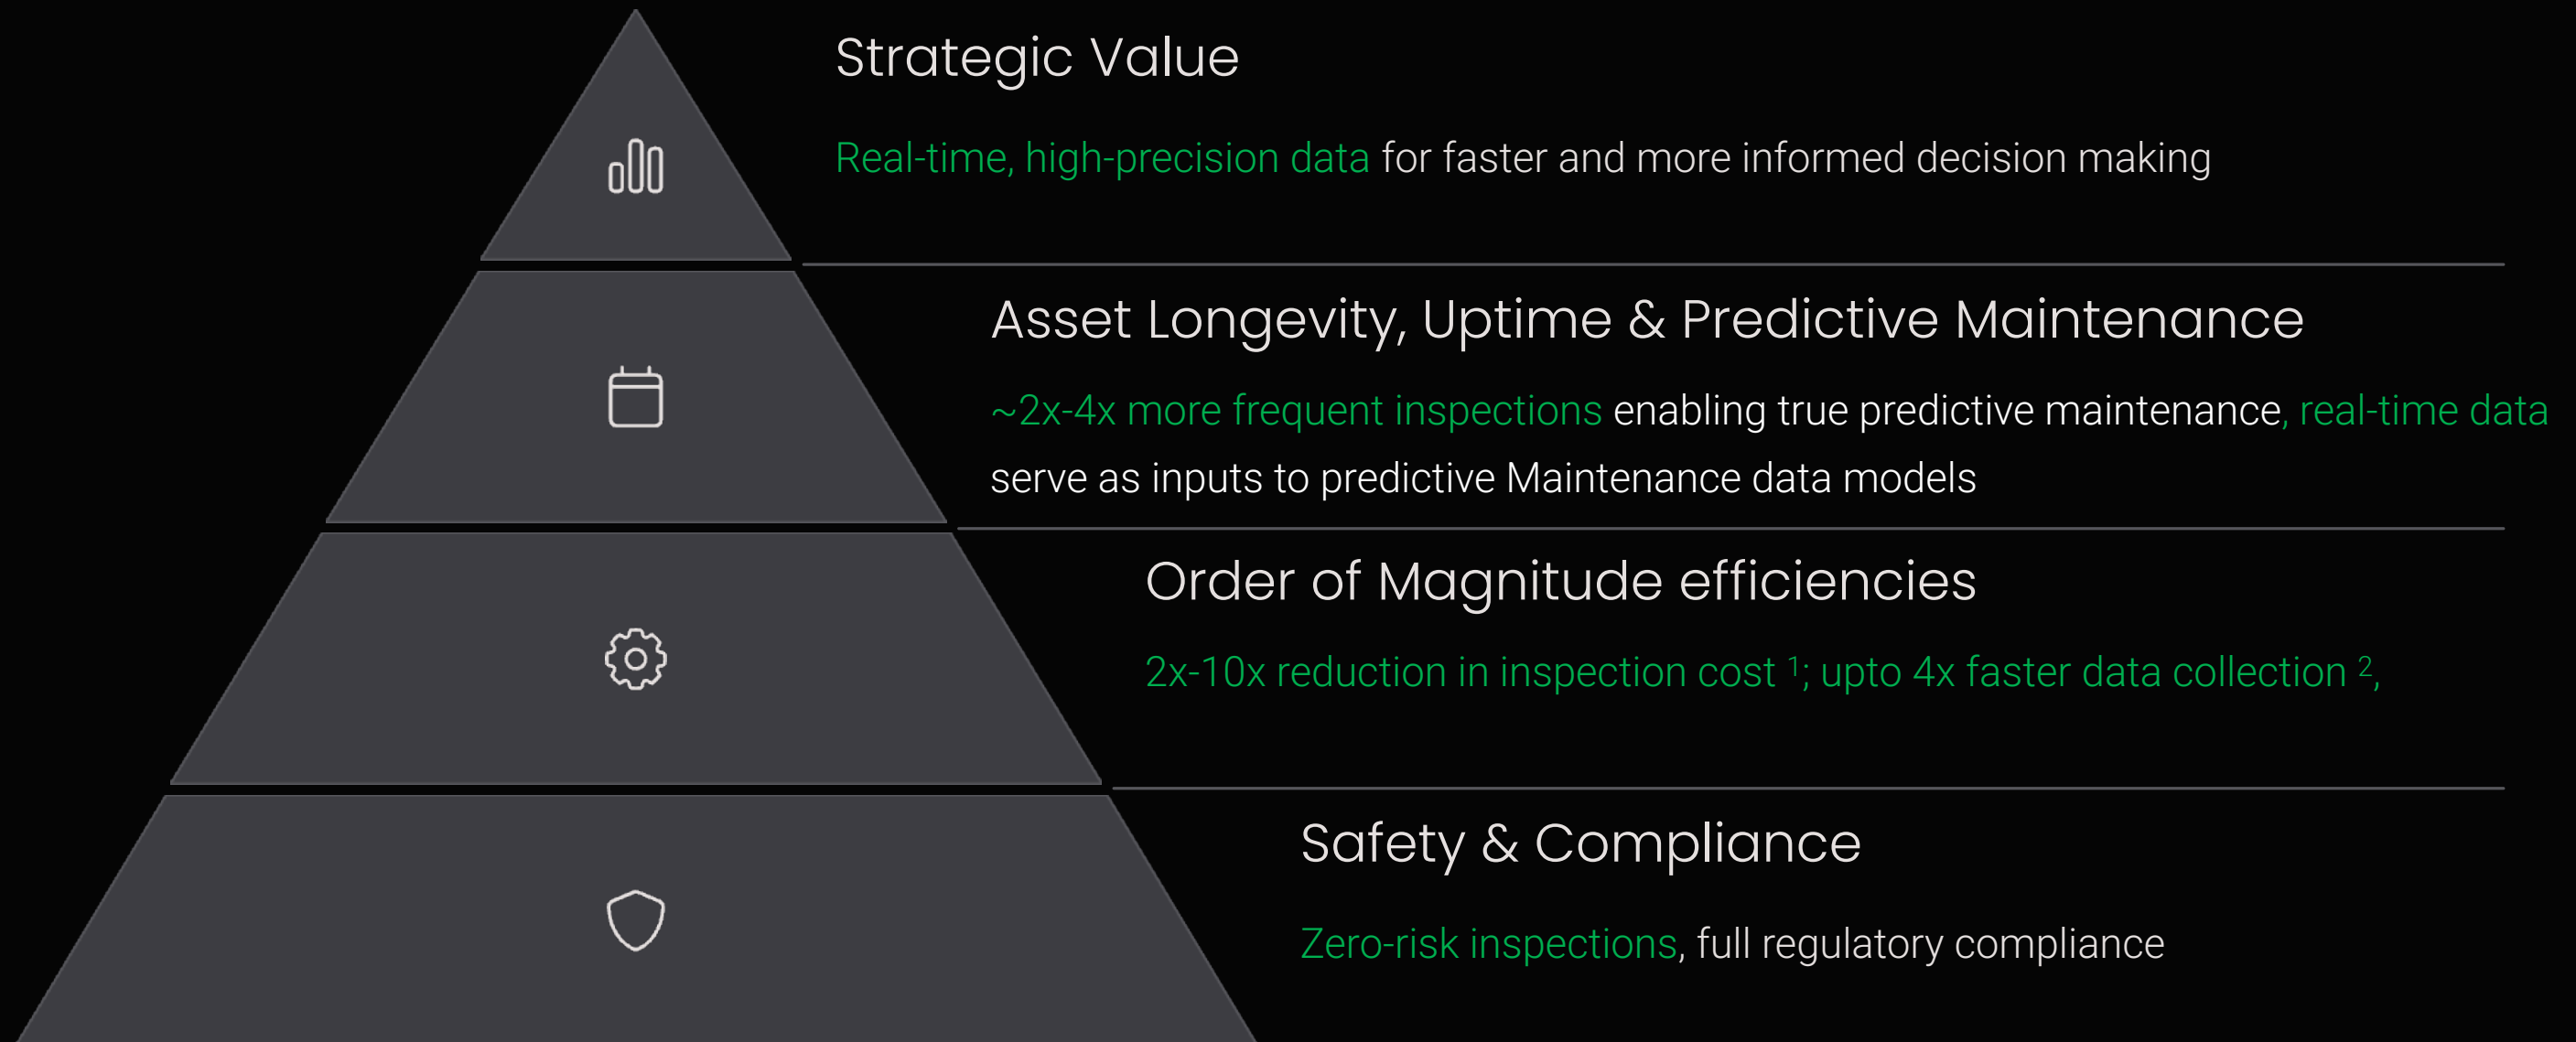 Strategic Value
Real-time, high-precision data for faster and more informed decision making
Asset Longevity, Uptime & Predictive Maintenance
~2x-4x more frequent inspections enabling true predictive maintenance, real-time data
serve as inputs to predictive Maintenance data models
Order of Magnitude efficiencies
2x-10x reduction in inspection cost ¹; upto 4x faster data collection ²,
Safety & Compliance
Zero-risk inspections, full regulatory compliance